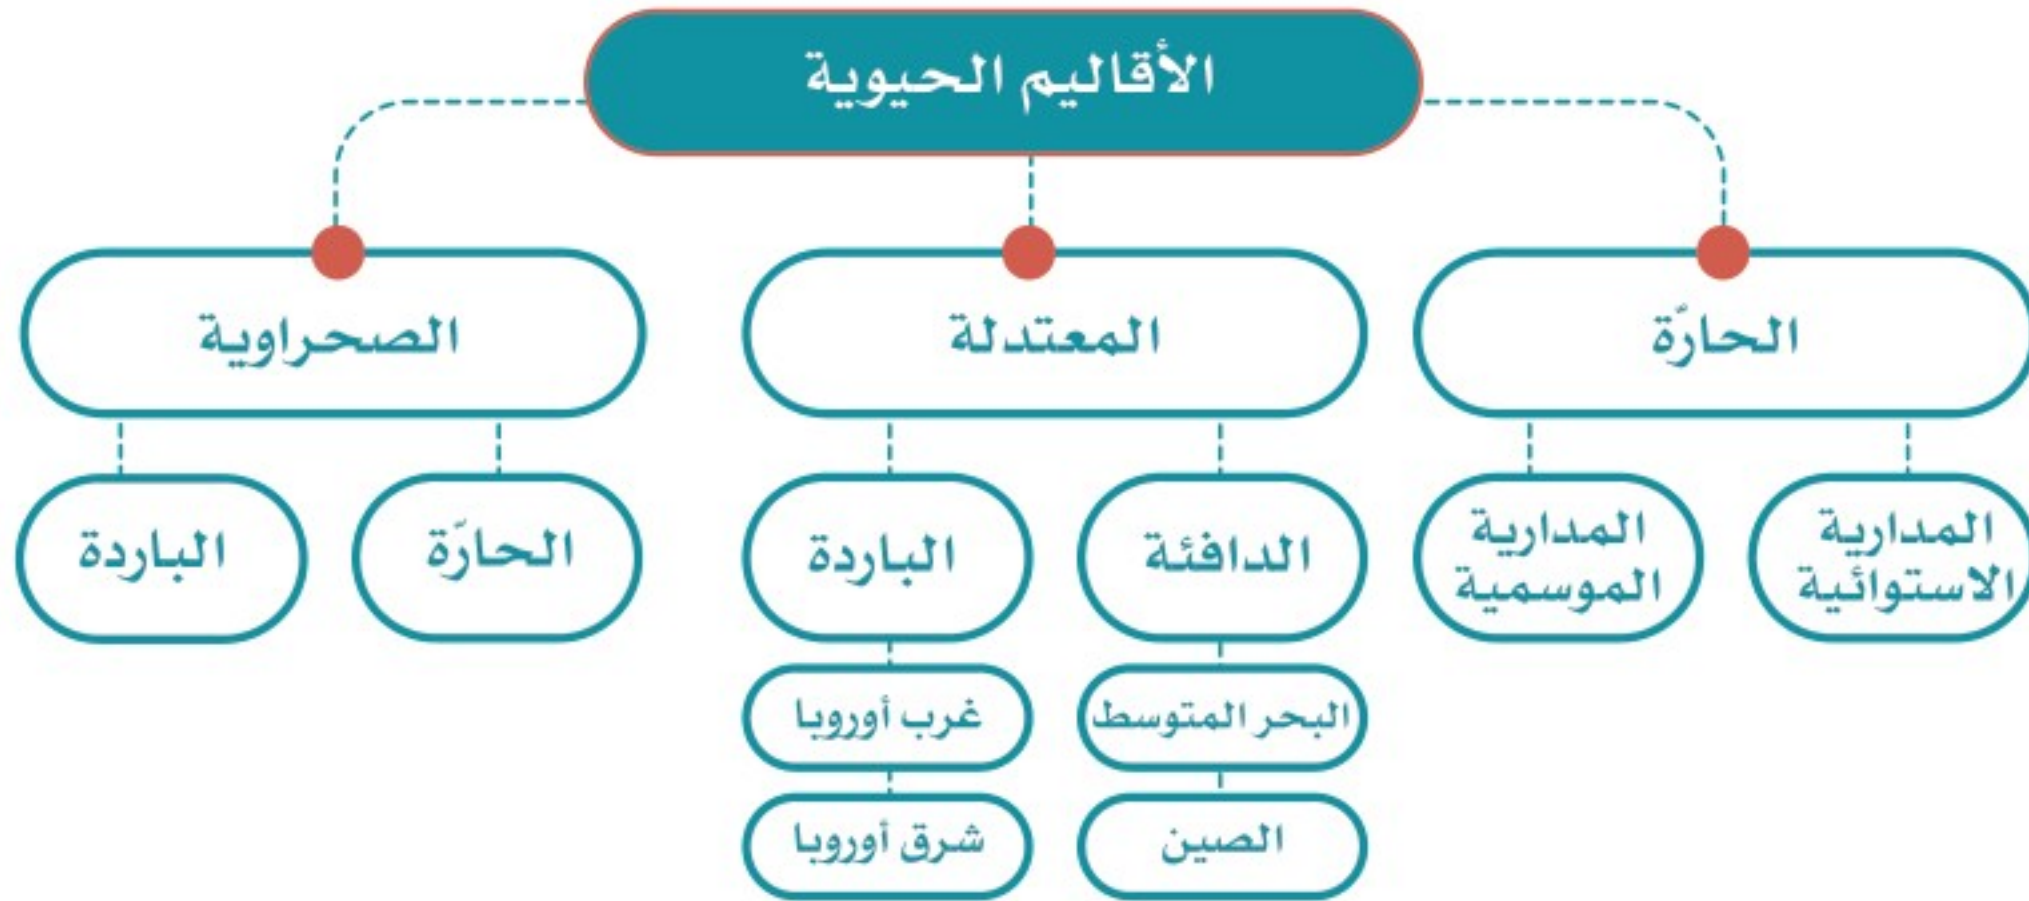 الأقاليم الحيوية
الحارّة
المعتدلة
الصحراوية
المدارية
الاستوائية
المدارية
الموسمية
الدافئة
الباردة
الحارّة
الباردة
البحر المتوسط
غرب أوروبا
الصين
شرق أوروبا